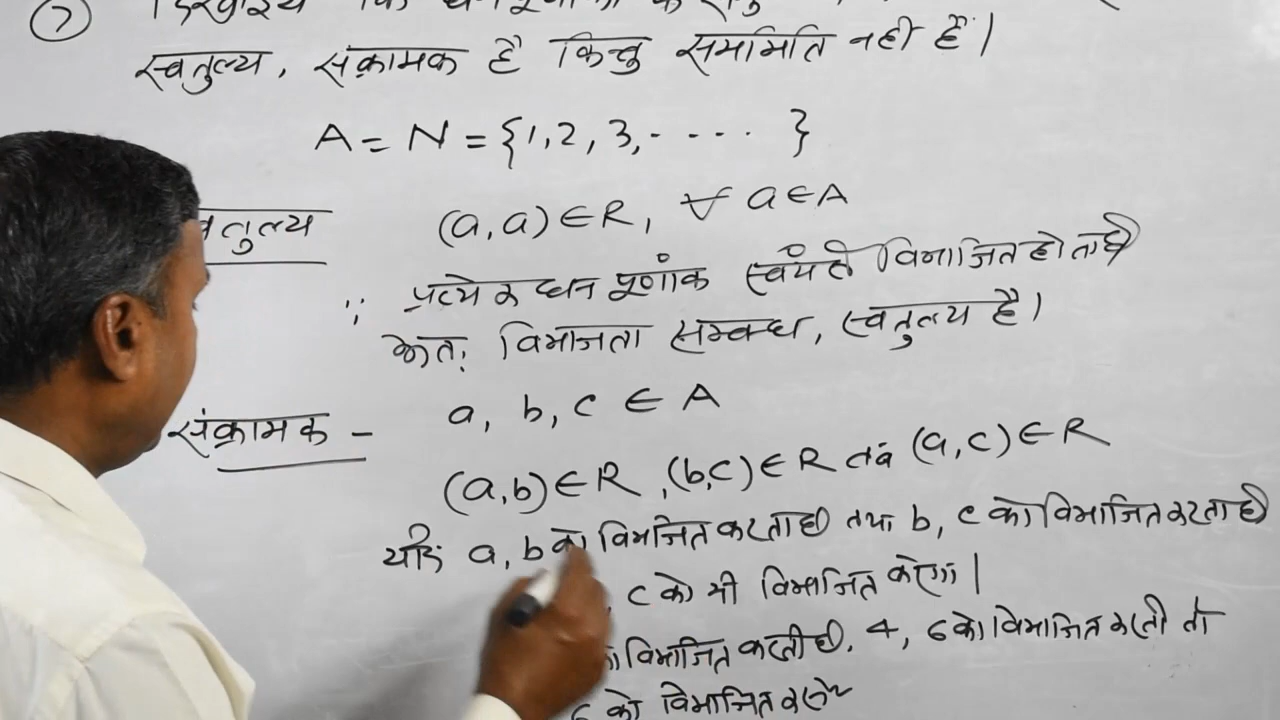 7
स्वतुल्य, संक्रामक है किन्तु सममिति नही है।
A = N = {1, 2, 3, - - - - }
वतुल्य
(a, a) ∈ R, ∀ a ∈ A
∵ प्रत्येक धन पूर्णांक स्वयं से विभाजित होता है
अतः विभाजता सम्बन्ध, स्वतुल्य है।
a, b, c ∈ A
संक्रामक -
(a, b) ∈ R, (b, c) ∈ R तब (a, c) ∈ R
यदि a, b को विभाजित करता है तथा b, c को विभाजित करता है
, c को भी विभाजित करेगा।
विभाजित करती है, 4, 6 को विभाजित करती तो
को विभाजित करेगे